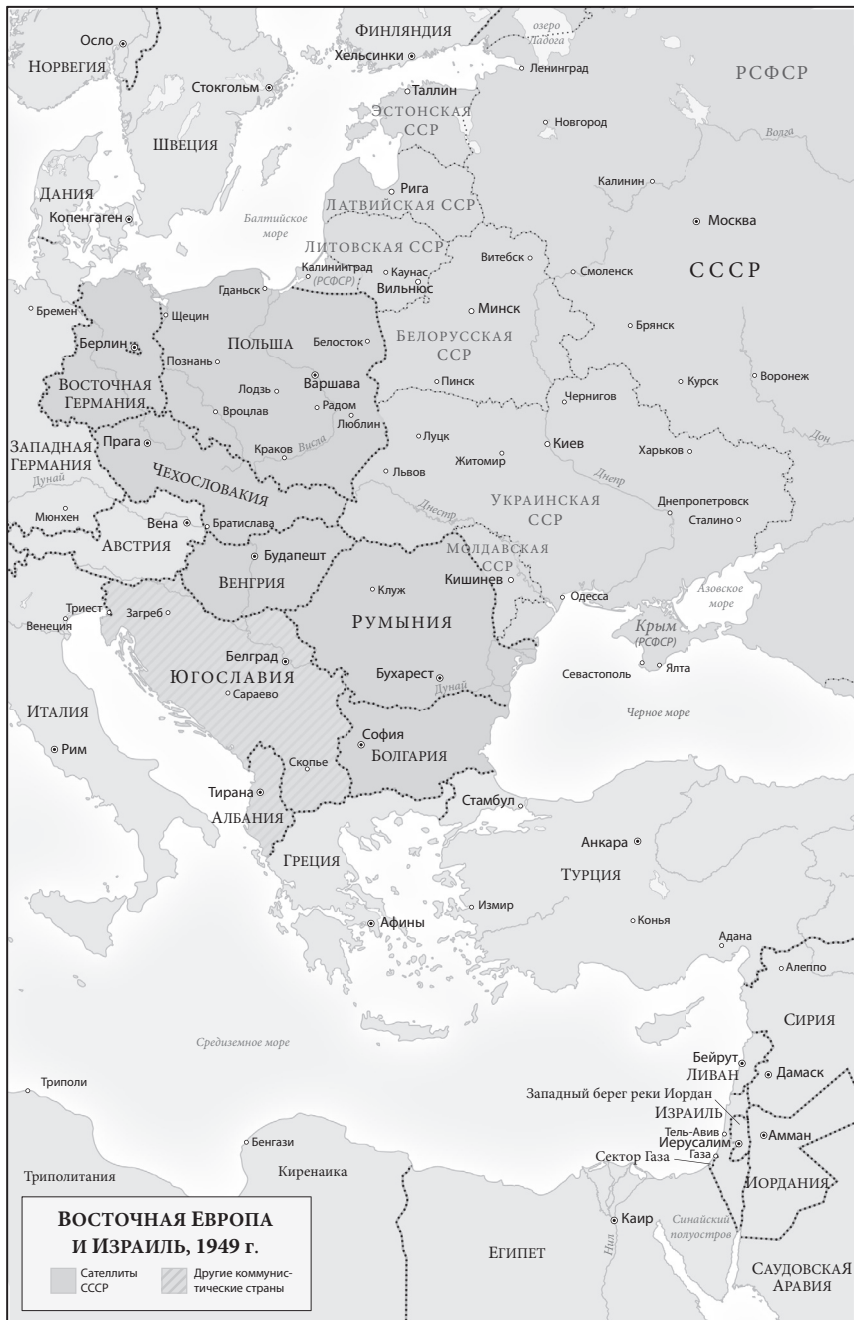 ФИНЛЯНДИЯ
озеро
Ладога
Осло
НОРВЕГИЯ
Хельсинки
Ленинград
РСФСР
Стокгольм
Таллин
ЭСТОНСКАЯ
ССР
Новгород
Волга
ШВЕЦИЯ
Калинин
ДАНИЯ
Рига
ЛАТВИЙСКАЯ ССР
Копенгаген
Балтийское
море
Москва
ЛИТОВСКАЯ ССР
Витебск
СССР
Калининград
(РСФСР)
Каунас
Вильнюс
Смоленск
Гданьск
Бремен
Щецин
Минск
Брянск
Берлин
ПОЛЬША
Белосток
БЕЛОРУССКАЯ
ССР
Познань
ВОСТОЧНАЯ
ГЕРМАНИЯ
Лодзь
Варшава
Пинск
Курск
Воронеж
Вроцлав
Радом
Люблин
Чернигов
ЗАПАДНАЯ
ГЕРМАНИЯ
Прага
Краков
Висла
Луцк
Житомир
Киев
Харьков
Дон
Дунай
ЧЕХОСЛОВАКИЯ
Львов
Днепр
Мюнхен
Вена
Братислава
Днестр
УКРАИНСКАЯ
ССР
Днепропетровск
Сталино
АВСТРИЯ
Будапешт
МОЛДАВСКАЯ
ССР
ВЕНГРИЯ
Клуж
Кишинев
Одесса
Азовское
море
Триест
Венеция
Загреб
РУМЫНИЯ
Крым
(РСФСР)
Белград
ЮГОСЛАВИЯ
Сараево
Бухарест
Дунай
Севастополь
Ялта
ИТАЛИЯ
Черное море
Рим
София
БОЛГАРИЯ
Скопье
Тирана
АЛБАНИЯ
Стамбул
Анкара
ГРЕЦИЯ
ТУРЦИЯ
Измир
Афины
Конья
Адана
Алеппо
СИРИЯ
Средиземное море
Бейрут
ЛИВАН
Дамаск
Триполи
Западный берег реки Иордан
ИЗРАИЛЬ
Тель-Авив
Иерусалим
Амман
Бенгази
Сектор Газа
Газа
Триполитания
Киренаика
ИОРДАНИЯ
Каир
Синайский
полуостров
Нил
ЕГИПЕТ
САУДОВСКАЯ
АРАВИЯ
ВОСТОЧНАЯ ЕВРОПА
И ИЗРАИЛЬ, 1949 г.
Сателлиты
СССР
Другие коммунис-
тические страны